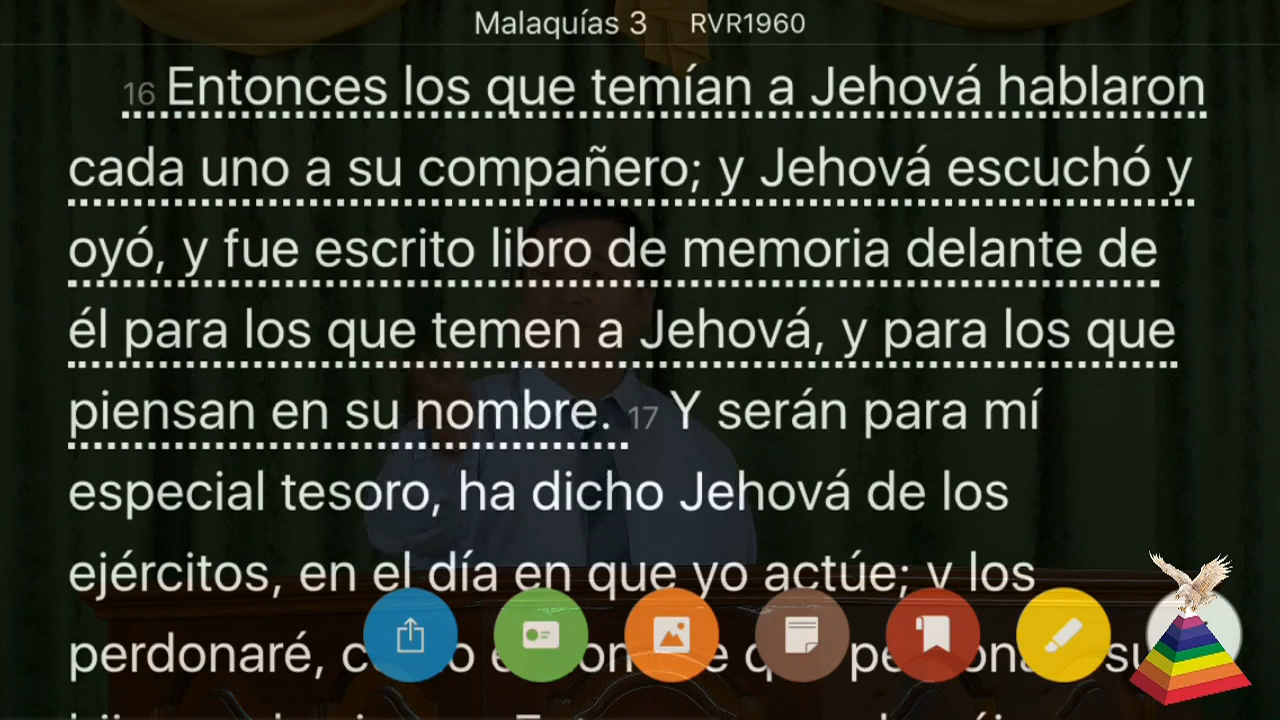 Malaquías 3 RVR1960
16 Entonces los que temían a Jehová hablaron
cada uno a su compañero; y Jehová escuchó y
oyó, y fue escrito libro de memoria delante de
él para los que temen a Jehová, y para los que
piensan en su nombre. 17 Y serán para mí
especial tesoro, ha dicho Jehová de los
ejércitos, en el día en que yo actúe; y los
perdonaré,